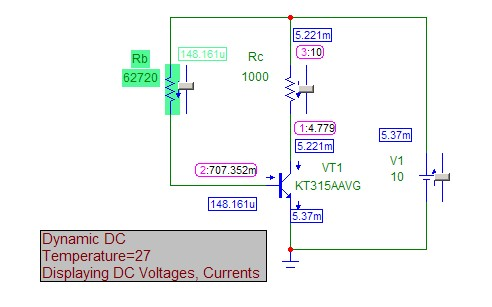 5.221m
3:10
Rb
62720
148.161u
Rc
1000
1:4.779
5.221m
5.37m
V1
10
2:707.352m
VT1
KT315AAVG
148.161u
5.37m
Dynamic DC
Temperature=27
Displaying DC Voltages, Currents